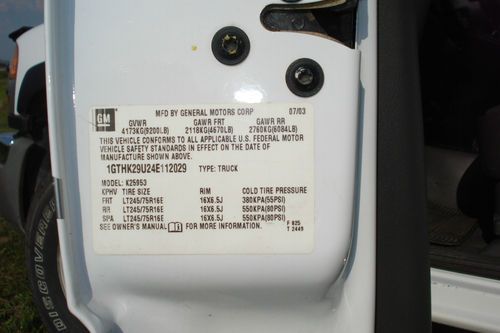 GM
MFD BY GENERAL MOTORS CORP 07/03
GVWR GAWR FRT GAWR RR
4173KG(9200LB) 2118KG(4670LB) 2760KG(6084LB)
THIS VEHICLE CONFORMS TO ALL APPLICABLE U.S. FEDERAL MOTOR
VEHICLE SAFETY STANDARDS IN EFFECT ON THE DATE OF
MANUFACTURE SHOWN ABOVE.
1GTHK29U24E112029 TYPE: TRUCK
MODEL: K25953
KPHV TIRE SIZE RIM COLD TIRE PRESSURE
FRT LT245/75R16E 16X6.5J 380KPA(55PSI)
RR LT245/75R16E 16X6.5J 550KPA(80PSI)
SPA LT245/75R16E 16X6.5J 550KPA(80PSI)
SEE OWNER'S MANUAL FOR MORE INFORMATION.
F 825
T 2449
DISCOVERER